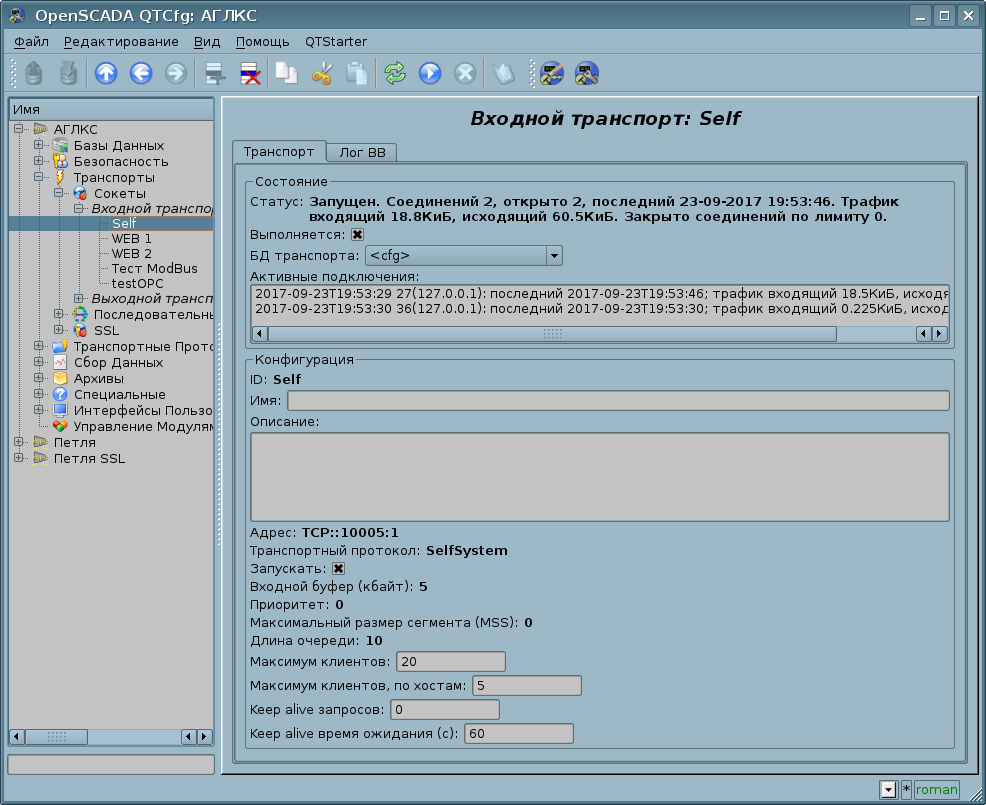 OpenSCADA QTCfg: АГЛКС
Файл Редактирование Вид Помощь QTStarter
Имя
АГЛКС
Базы Данных
Безопасность
Транспорты
Сокеты
Входной транспо
Self
WEB 1
WEB 2
Тест ModBus
testOPC
Выходной трансп
Последовательны
SSL
Транспортные Прото
Сбор Данных
Архивы
Специальные
Интерфейсы Пользо
Управление Модулям
Петля
Петля SSL
Входной транспорт: Self
Транспорт Лог ВВ
Состояние
Статус: Запущен. Соединений 2, открыто 2, последний 23-09-2017 19:53:46. Трафик
входящий 18.8КиБ, исходящий 60.5КиБ. Закрыто соединений по лимиту 0.
Выполняется:
БД транспорта: <cfg>
Активные подключения:
2017-09-23T19:53:29 27(127.0.0.1): последний 2017-09-23T19:53:46; трафик входящий 18.5КиБ, исходя
2017-09-23T19:53:30 36(127.0.0.1): последний 2017-09-23T19:53:30; трафик входящий 0.225КиБ, исход
Конфигурация
ID: Self
Имя:
Описание:
Адрес: TCP::10005:1
Транспортный протокол: SelfSystem
Запускать:
Входной буфер (кбайт): 5
Приоритет: 0
Максимальный размер сегмента (MSS): 0
Длина очереди: 10
Максимум клиентов: 20
Максимум клиентов, по хостам: 5
Keep alive запросов: 0
Keep alive время ожидания (с): 60
* roman